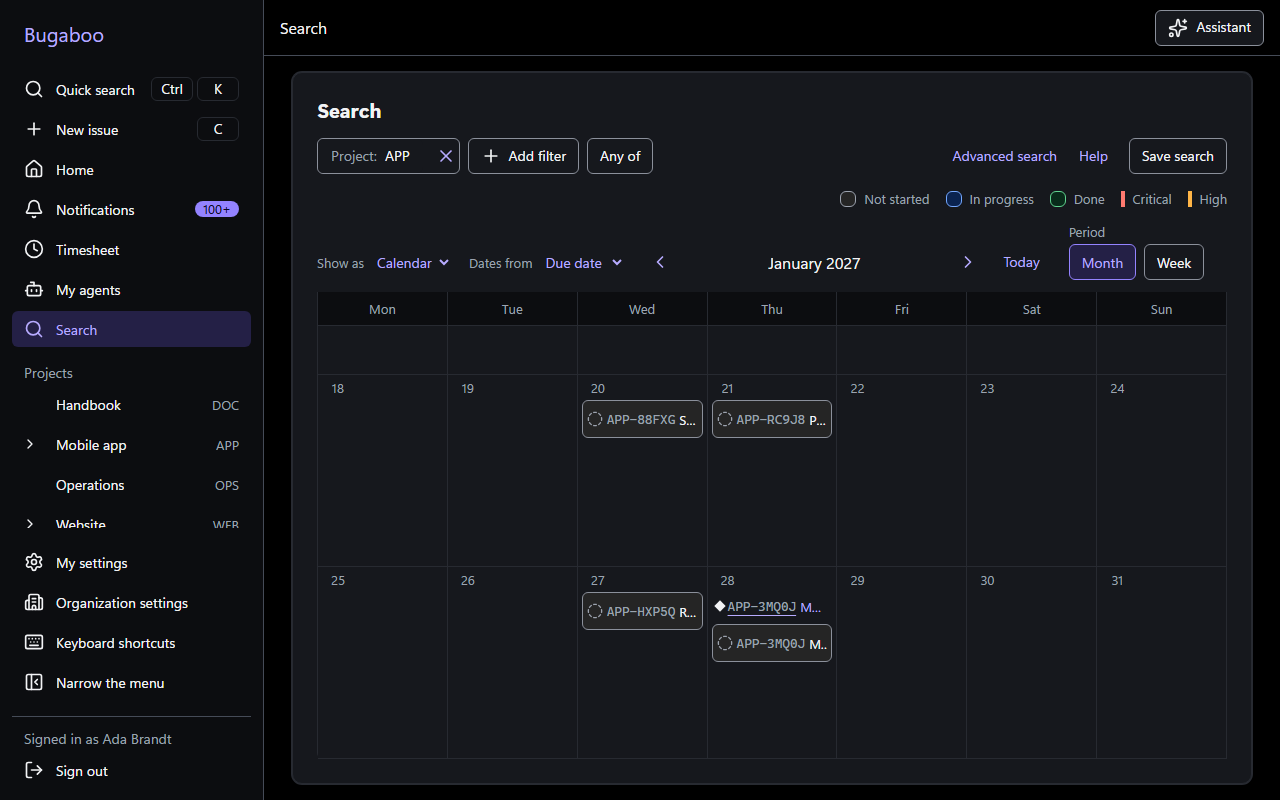 Bugaboo
Quick search Ctrl K
New issue C
Home
Notifications 100+
Timesheet
My agents
Search
Projects
Handbook DOC
Mobile app APP
Operations OPS
Website WEB
My settings
Organization settings
Keyboard shortcuts
Narrow the menu
Signed in as Ada Brandt
Sign out
Search
Assistant
Search
Project: APP
Add filter
Any of
Advanced search
Help
Save search
Not started
In progress
Done
Critical
High
Show as Calendar
Dates from Due date
January 2027
Today
Period
Month
Week
Mon Tue Wed Thu Fri Sat Sun
18 19 20 21 22 23 24
APP-88FXG S...
APP-RC9J8 P...
25 26 27 28 29 30 31
APP-HXP5Q R...
APP-3MQ0J M...
APP-3MQ0J M..